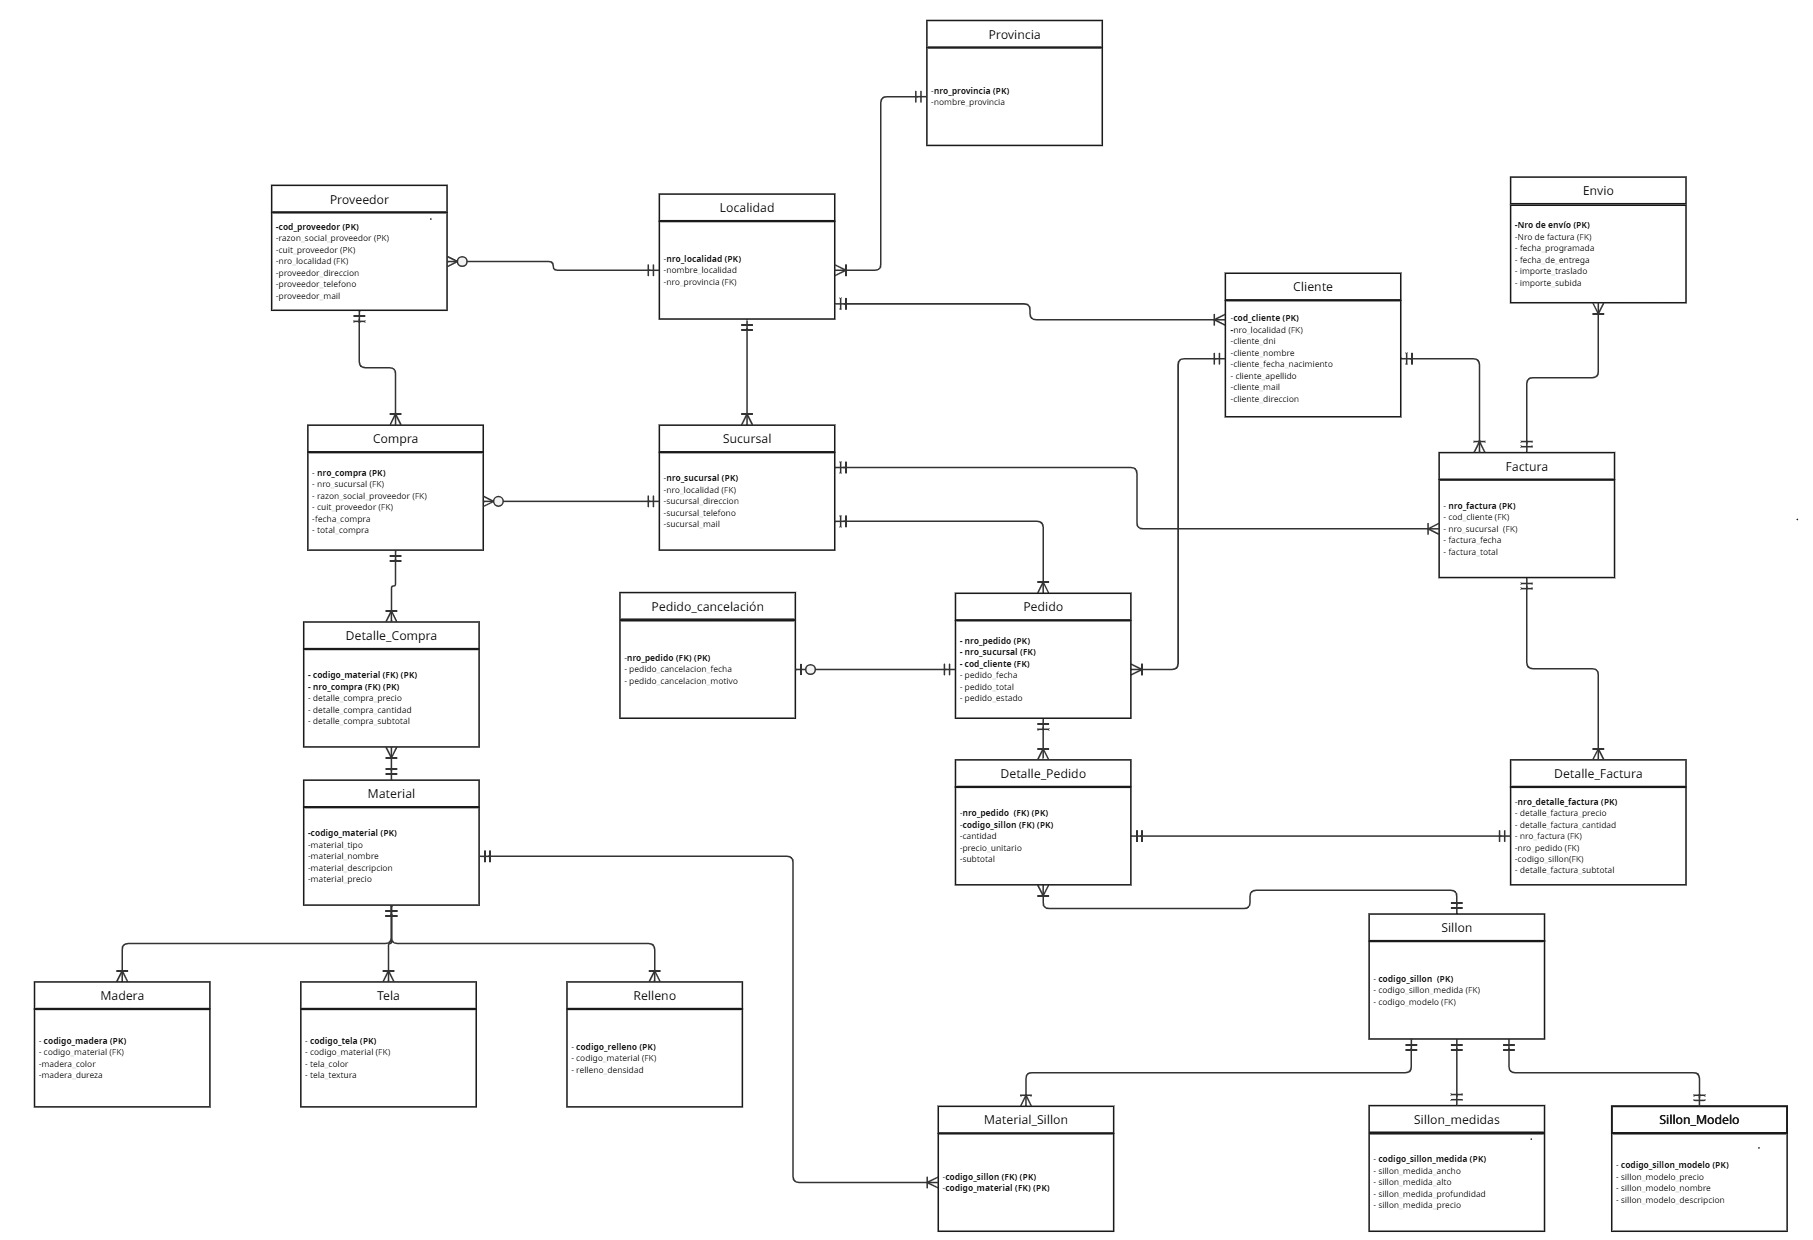 Provincia
-nro_provincia (PK)
-nombre_provincia
Proveedor
-cod_proveedor (PK)
-razon_social_proveedor (PK)
-cuit_proveedor (PK)
-nro_localidad (FK)
-proveedor_direccion
-proveedor_telefono
-proveedor_mail
Localidad
-nro_localidad (PK)
-nombre_localidad
-nro_provincia (FK)
Envio
-Nro de envío (PK)
-Nro de factura (FK)
- fecha_programada
- fecha_de_entrega
- importe_traslado
- importe_subida
Cliente
-cod_cliente (PK)
-nro_localidad (FK)
-cliente_dni
-cliente_nombre
-cliente_fecha_nacimiento
- cliente_apellido
-cliente_mail
-cliente_direccion
Compra
- nro_compra (PK)
- nro_sucursal (FK)
- razon_social_proveedor (FK)
- cuit_proveedor (FK)
-fecha_compra
- total_compra
Sucursal
-nro_sucursal (PK)
-nro_localidad (FK)
-sucursal_direccion
-sucursal_telefono
-sucursal_mail
Factura
- nro_factura (PK)
- cod_cliente (FK)
- nro_sucursal (FK)
- factura_fecha
- factura_total
Pedido_cancelación
-nro_pedido (FK) (PK)
- pedido_cancelacion_fecha
- pedido_cancelacion_motivo
Pedido
- nro_pedido (PK)
- nro_sucursal (FK)
- cod_cliente (FK)
- pedido_fecha
- pedido_total
- pedido_estado
Detalle_Compra
- codigo_material (FK) (PK)
- nro_compra (FK) (PK)
- detalle_compra_precio
- detalle_compra_cantidad
- detalle_compra_subtotal
Material
-codigo_material (PK)
-material_tipo
-material_nombre
-material_descripcion
-material_precio
Detalle_Pedido
-nro_pedido (FK) (PK)
-codigo_sillon (FK) (PK)
-cantidad
-precio_unitario
-subtotal
Detalle_Factura
-nro_detalle_factura (PK)
- detalle_factura_precio
- detalle_factura_cantidad
- nro_factura (FK)
-nro_pedido (FK)
-codigo_sillon(FK)
- detalle_factura_subtotal
Sillon
- codigo_sillon (PK)
- codigo_sillon_medida (FK)
- codigo_modelo (FK)
Madera
- codigo_madera (PK)
- codigo_material (FK)
-madera_color
-madera_dureza
Tela
- codigo_tela (PK)
- codigo_material (FK)
- tela_color
- tela_textura
Relleno
- codigo_relleno (PK)
- codigo_material (FK)
- relleno_densidad
Material_Sillon
-codigo_sillon (FK) (PK)
-codigo_material (FK) (PK)
Sillon_medidas
- codigo_sillon_medida (PK)
- sillon_medida_ancho
- sillon_medida_alto
- sillon_medida_profundidad
- sillon_medida_precio
Sillon_Modelo
- codigo_sillon_modelo (PK)
- sillon_modelo_precio
- sillon_modelo_nombre
- sillon_modelo_descripcion